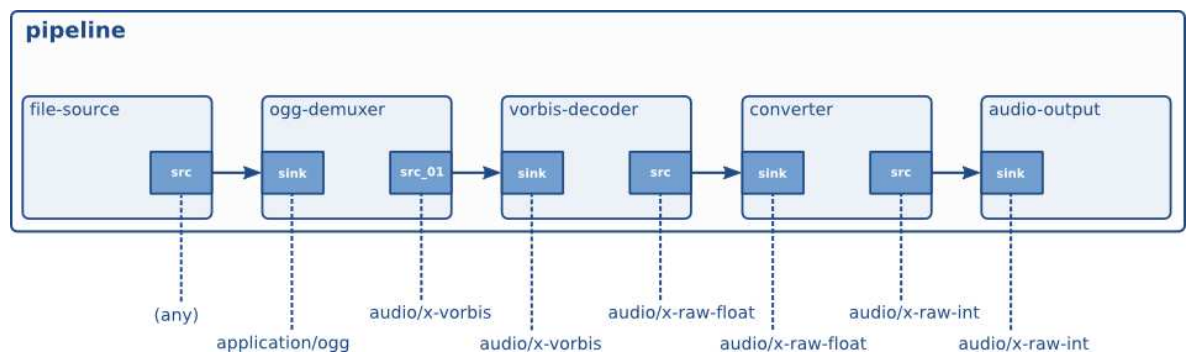 pipeline
file-source
ogg-demuxer
vorbis-decoder
converter
audio-output
src
sink
src_01
sink
src
sink
src
sink
(any)
application/ogg
audio/x-vorbis
audio/x-vorbis
audio/x-raw-float
audio/x-raw-float
audio/x-raw-int
audio/x-raw-int